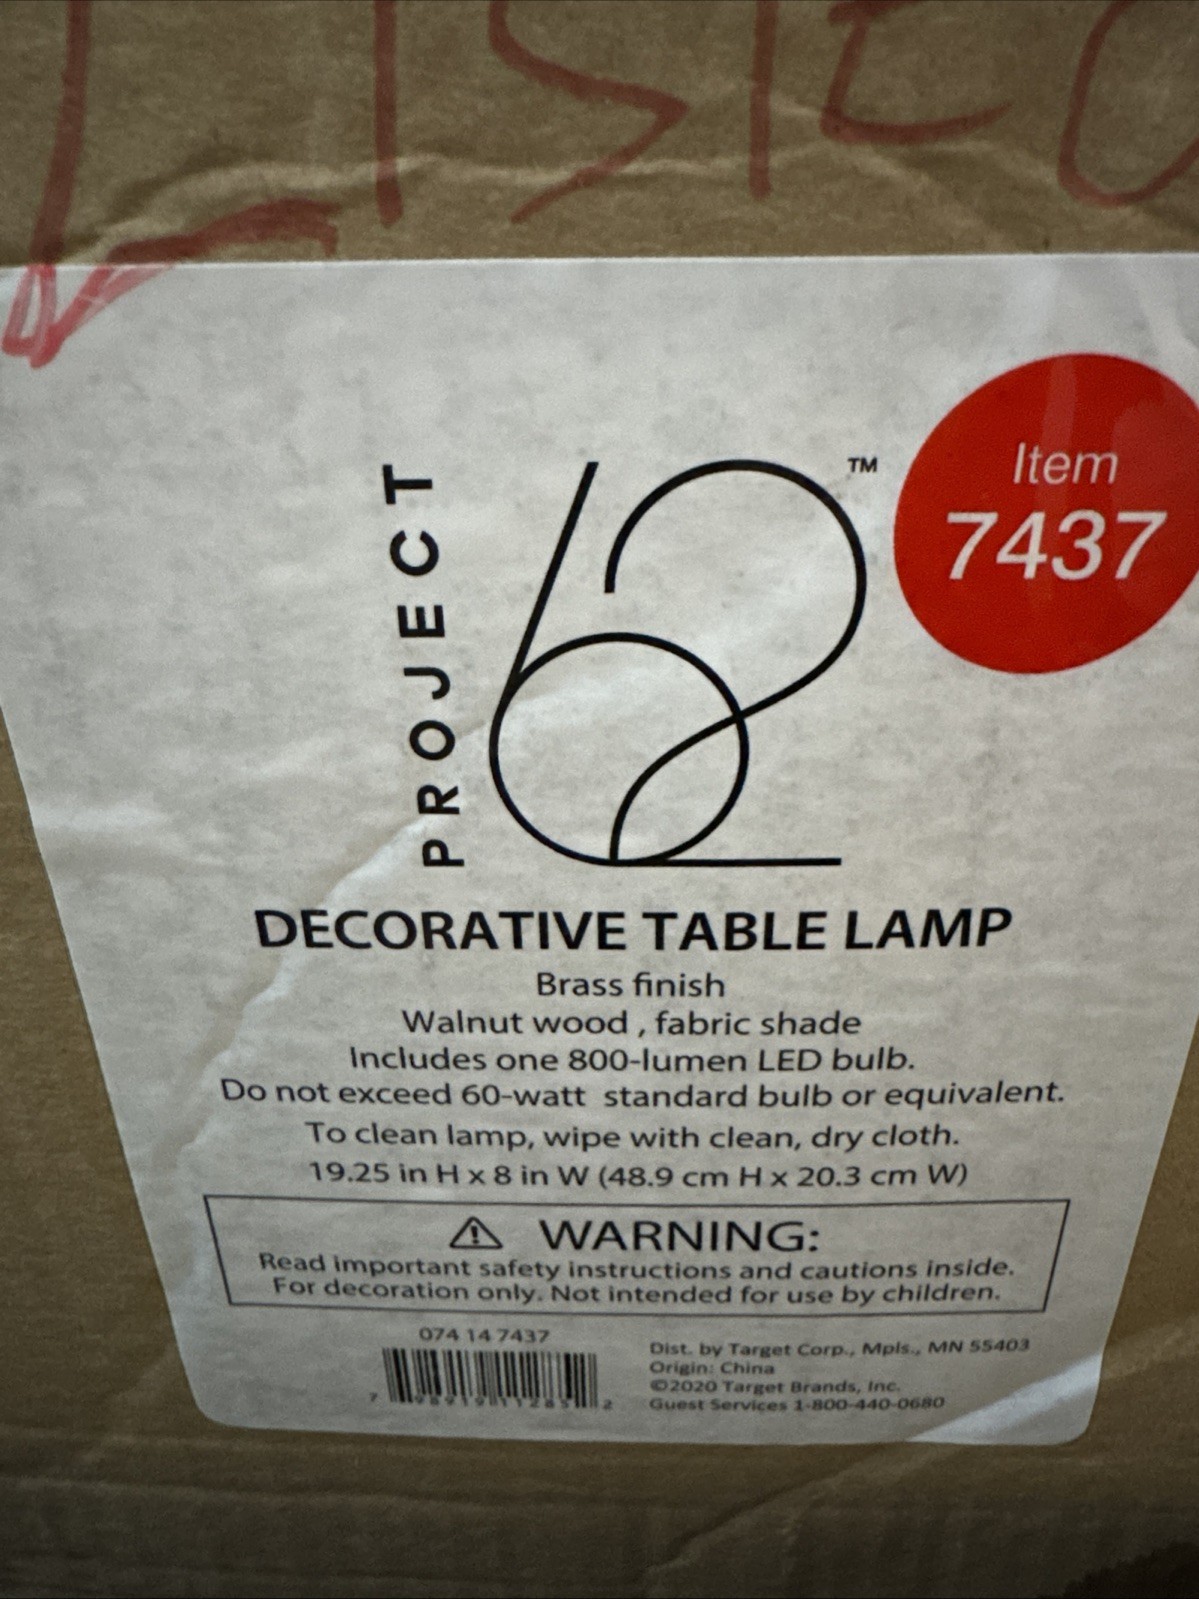 PROJECT
62
TM
Item
7437
DECORATIVE TABLE LAMP
Brass finish
Walnut wood , fabric shade
Includes one 800-lumen LED bulb.
Do not exceed 60-watt standard bulb or equivalent.
To clean lamp, wipe with clean, dry cloth.
19.25 in H x 8 in W (48.9 cm H x 20.3 cm W)
⚠ WARNING:
Read important safety instructions and cautions inside.
For decoration only. Not intended for use by children.
074 14 7437
Dist. by Target Corp., Mpls., MN 55403
Origin: China
©2020 Target Brands, Inc.
Guest Services 1-800-440-0680